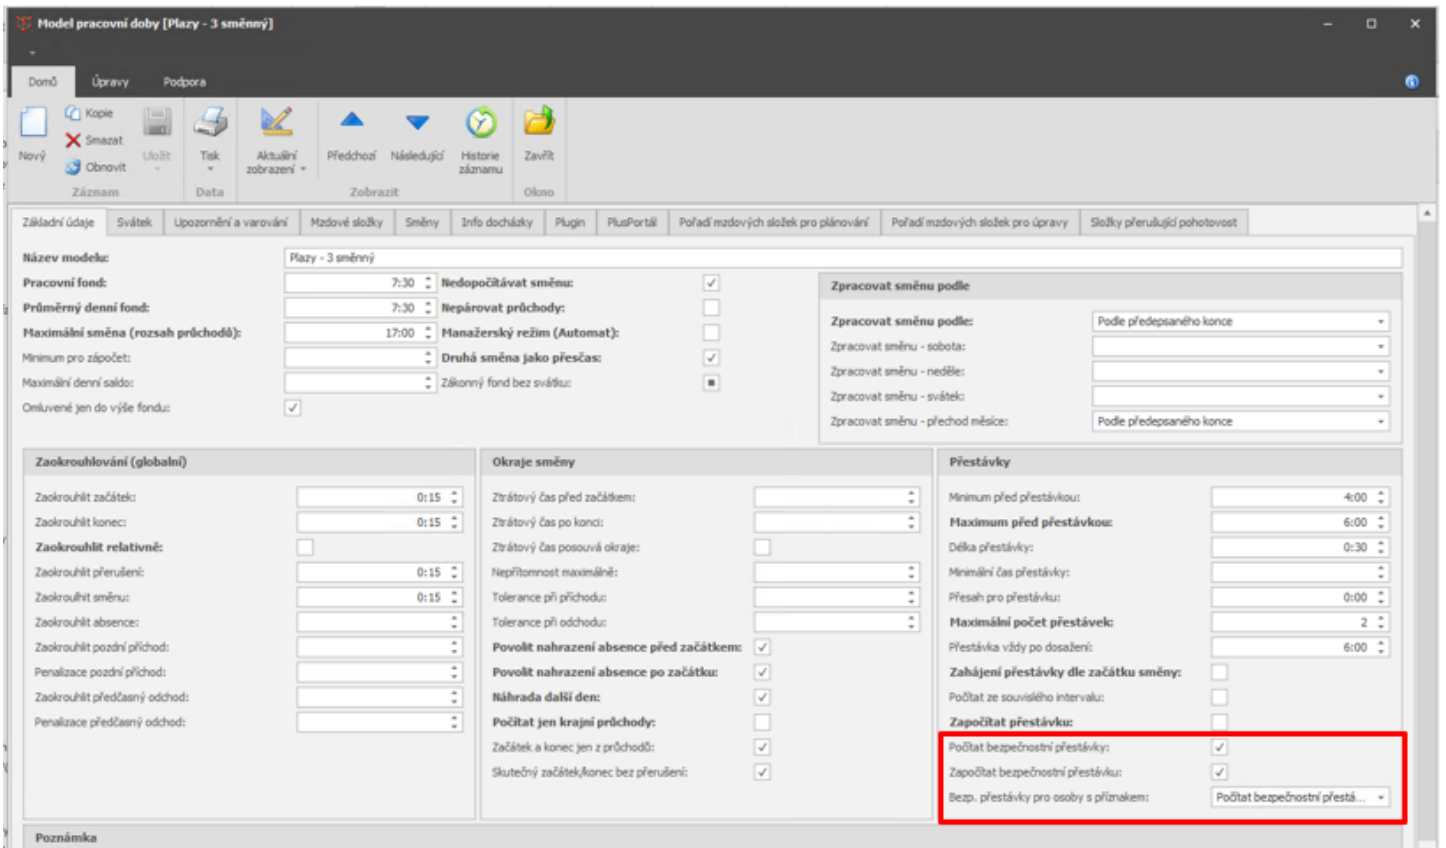 Model pracovní doby [Plazy - 3 směnný]
Domů Úpravy Podpora
Nový Kopie Smazat Obnovit Uložit Tisk Aktuální zobrazení Předchozí Následující Historie záznamu Zavřít
Záznam Data Zobrazit Okno
Základní údaje Svátek Upozornění a varování Mzdové složky Směny Info docházky Plugin PlusPortál Pořadí mzdových složek pro plánování Pořadí mzdových složek pro úpravy Složky přerušující pohotovost
Název modelu: Plazy - 3 směnný
Pracovní fond: 7:30 Nedopočítávat směnu:
Průměrný denní fond: 7:30 Nepárovat průchody:
Maximální směna (rozsah průchodů): 17:00 Manažerský režim (Automat):
Minimum pro zápočet: Druhá směna jako přesčas:
Maximální denní saldo: Zákonný fond bez svátku:
Omluvené jen do výše fondu:
Zpracovat směnu podle
Zpracovat směnu podle: Podle předepsaného konce
Zpracovat směnu - sobota:
Zpracovat směnu - neděle:
Zpracovat směnu - svátek:
Zpracovat směnu - přechod měsíce: Podle předepsaného konce
Zaokrouhlování (globální)
Zaokrouhlit začátek: 0:15
Zaokrouhlit konec: 0:15
Zaokrouhlit relativně:
Zaokrouhlit přerušení: 0:15
Zaokroulhit směnu: 0:15
Zaokrouhlit absence:
Zaokrouhlit pozdní příchod:
Penalizace pozdní příchod:
Zaokrouhlit předčasný odchod:
Penalizace předčasný odchod:
Okraje směny
Ztrátový čas před začátkem:
Ztrátový čas po konci:
Ztrátový čas posouvá okraje:
Nepřítomnost maximálně:
Tolerance při příchodu:
Tolerance při odchodu:
Povolit nahrazení absence před začátkem:
Povolit nahrazení absence po začátku:
Náhrada další den:
Počítat jen krajní průchody:
Začátek a konec jen z průchodů:
Skutečný začátek/konec bez přerušení:
Přestávky
Minimum před přestávkou: 4:00
Maximum před přestávkou: 6:00
Délka přestávky: 0:30
Minimální čas přestávky:
Přesah pro přestávku: 0:00
Maximální počet přestávek: 2
Přestávka vždy po dosažení: 6:00
Zahájení přestávky dle začátku směny:
Počítat ze souvislého intervalu:
Započítat přestávku:
Počítat bezpečnostní přestávky:
Započítat bezpečnostní přestávku:
Bezp. přestávky pro osoby s příznakem: Počítat bezpečnostní přestá...
Poznámka